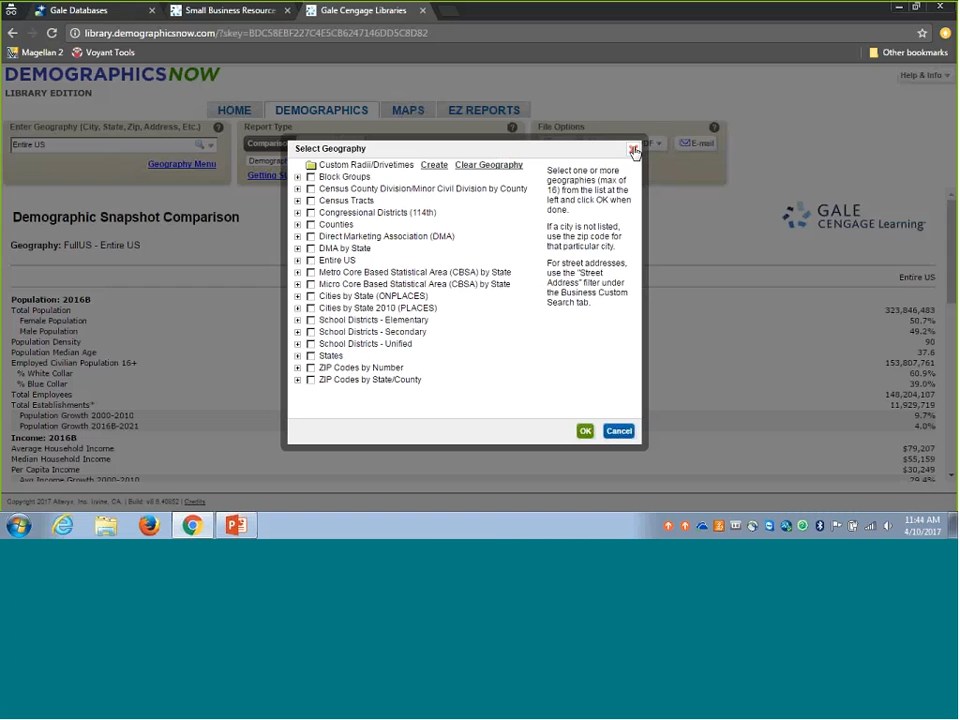 Gale Databases
Small Business Resource
Gale Cengage Libraries
library.demographicsnow.com/?skey=BDC5BEBF227C4E5CB6247146DD5C8D82
Magellan 2
Voyant Tools
Other bookmarks
DEMOGRAPHICSNOW
LIBRARY EDITION
Help & Info
HOME
DEMOGRAPHICS
MAPS
EZ REPORTS
Enter Geography (City, State, Zip, Address, Etc.)
Report Type
File Options
Entire US
E-mail
Geography Menu
Demographic Snapshot Comparison
Geography: FullUS - Entire US
GALE
CENGAGE Learning
Select Geography
Custom Radii/Drivetimes Create Clear Geography
Block Groups
Census County Division/Minor Civil Division by County
Census Tracts
Congressional Districts (114th)
Counties
Direct Marketing Association (DMA)
DMA by State
Entire US
Metro Core Based Statistical Area (CBSA) by State
Micro Core Based Statistical Area (CBSA) by State
Cities by State (ONPLACES)
Cities by State 2010 (PLACES)
School Districts - Elementary
School Districts - Secondary
School Districts - Unified
States
ZIP Codes by Number
ZIP Codes by State/County
Select one or more
geographies (max of
16) from the list at the
left and click OK when
done.
If a city is not listed,
use the zip code for
that particular city.
For street addresses,
use the "Street
Address" filter under
the Business Custom
Search tab.
OK
Cancel
Entire US
Population: 2016B
Total Population 323,846,483
Female Population 50.7%
Male Population 49.2%
Population Density 90
Population Median Age 37.6
Employed Civilian Population 16+ 153,807,761
% White Collar 60.9%
% Blue Collar 39.0%
Total Employees 148,204,107
Total Establishments* 11,929,719
Population Growth 2000-2010 9.7%
Population Growth 2016B-2021 4.0%
Income: 2016B
Average Household Income $79,207
Median Household Income $55,159
Per Capita Income $30,249
Avg Income Growth 2000-2010 29.4%
11:44 AM
4/10/2017